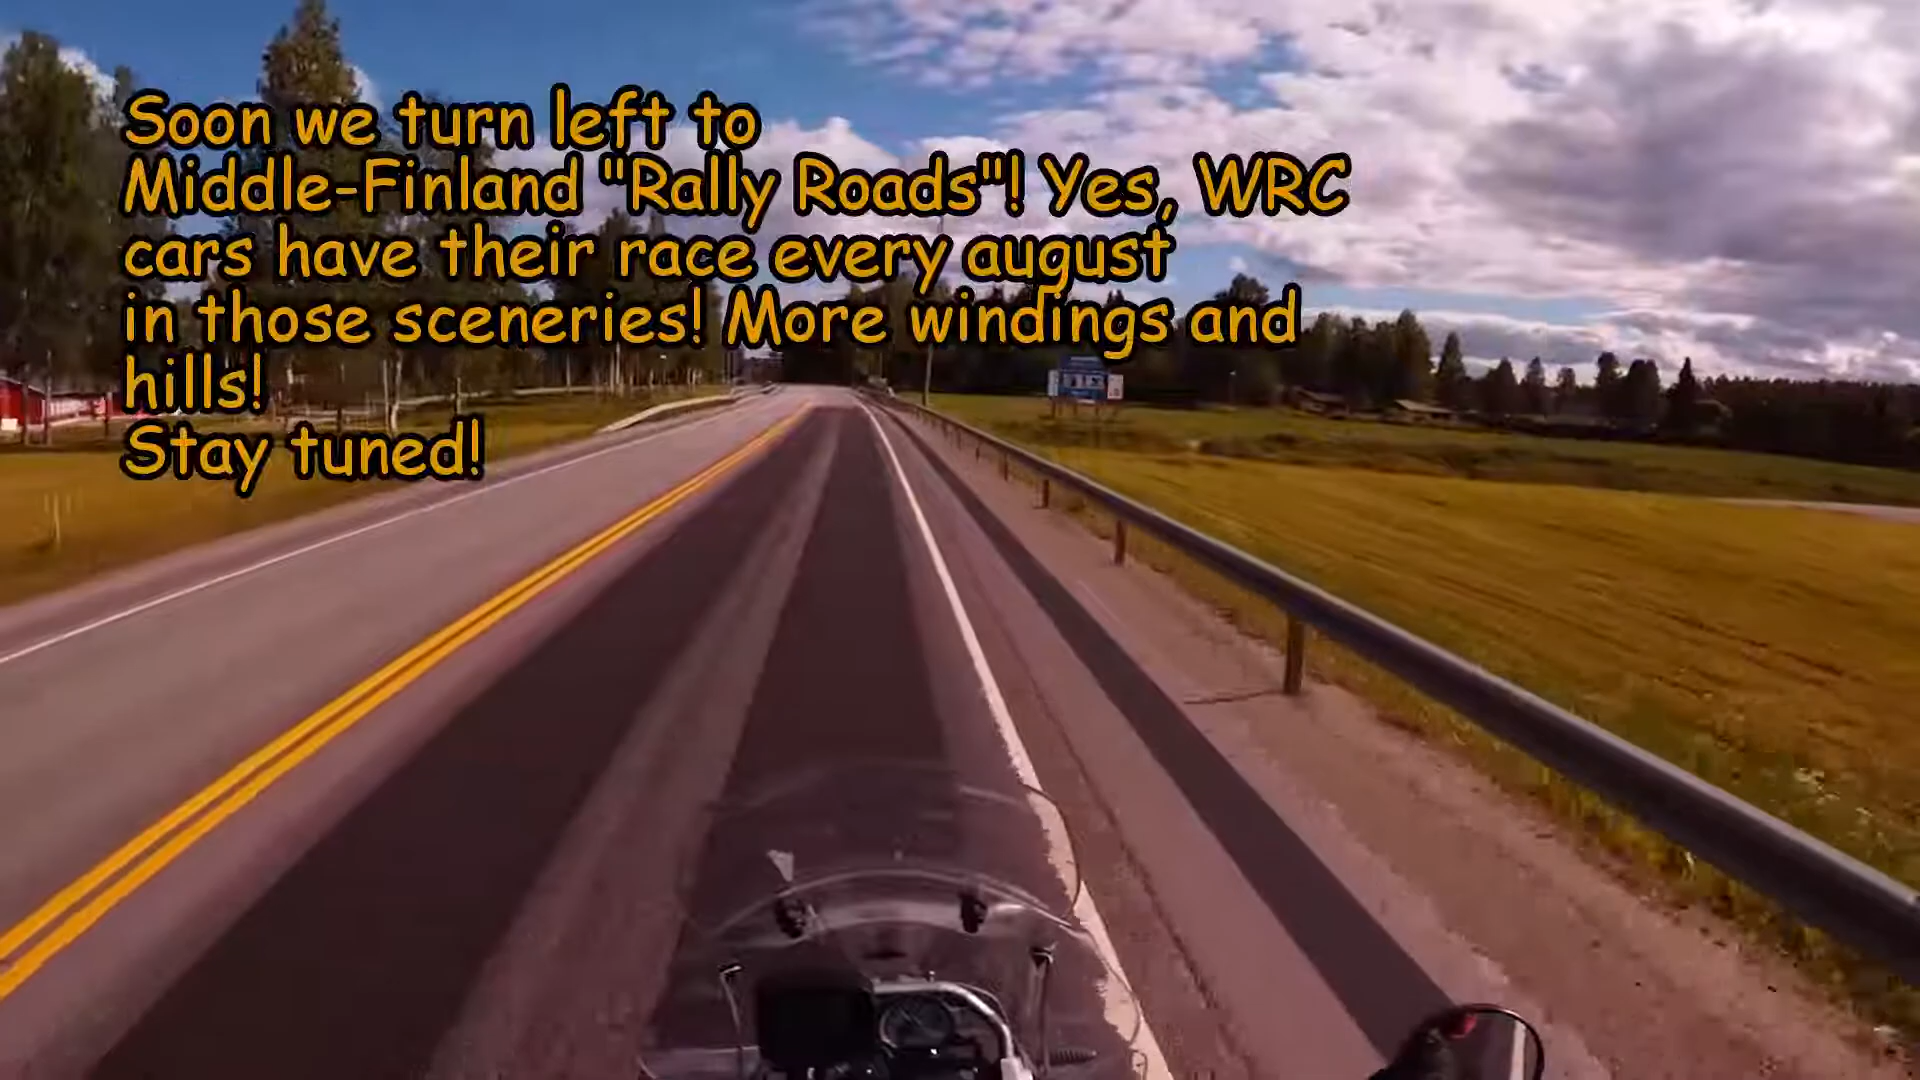 Soon we turn left to
Middle-Finland "Rally Roads"! Yes, WRC
cars have their race every august
in those sceneries! More windings and
hills!
Stay tuned!